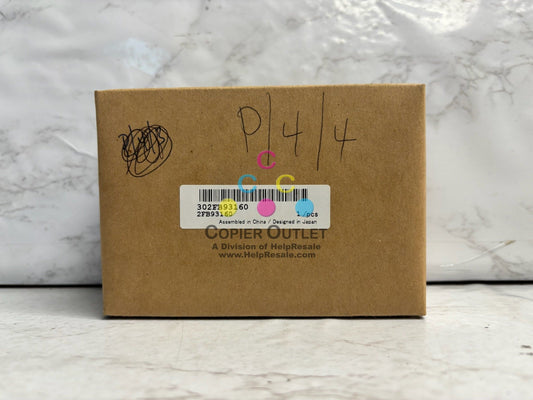 P/4/4
C
C C
302FB93160
2FB93160 1/pcs
Assembled in China / Designed in Japan
COPIER OUTLET
A Division of HelpResale
www.HelpResale.com